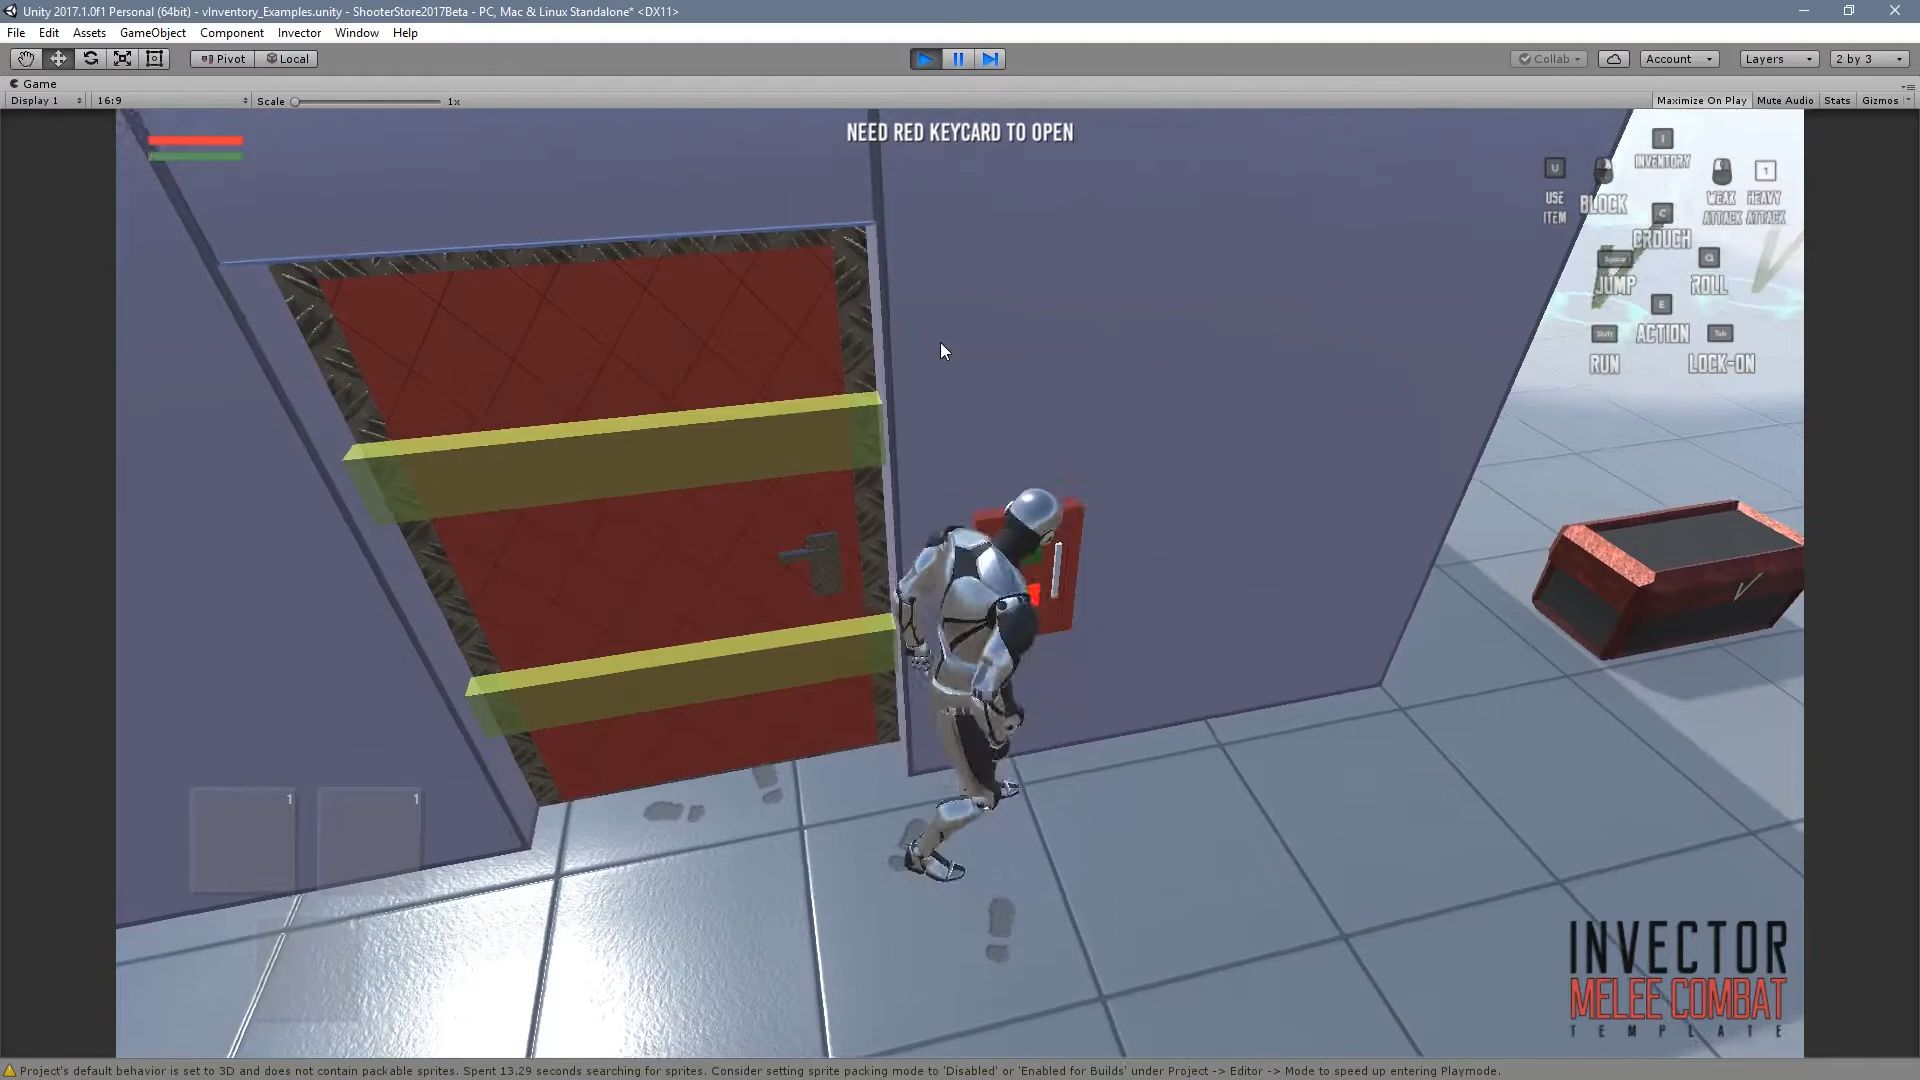 Unity 2017.1.0f1 Personal (64bit) - vInventory_Examples.unity - ShooterStore2017Beta - PC, Mac & Linux Standalone* <DX11>
File Edit Assets GameObject Component Invector Window Help
Pivot Local Collab Account Layers 2 by 3
Game
Display 1 16:9 Scale 1x Maximize On Play Mute Audio Stats Gizmos
NEED RED KEYCARD TO OPEN
I
INVENTORY
U
USE
ITEM
BLOCK
1
WEAK
ATTACK
HEAVY
ATTACK
C
CROUCH
Space
JUMP
Q
ROLL
E
ACTION
Shift
RUN
Tab
LOCK-ON
1
1
INVECTOR
MELEE COMBAT
TEMPLATE
Project's default behavior is set to 3D and does not contain packable sprites. Spent 13.29 seconds searching for sprites. Consider setting sprite packing mode to 'Disabled' or 'Enabled for Builds' under Project -> Editor -> Mode to speed up entering Playmode.